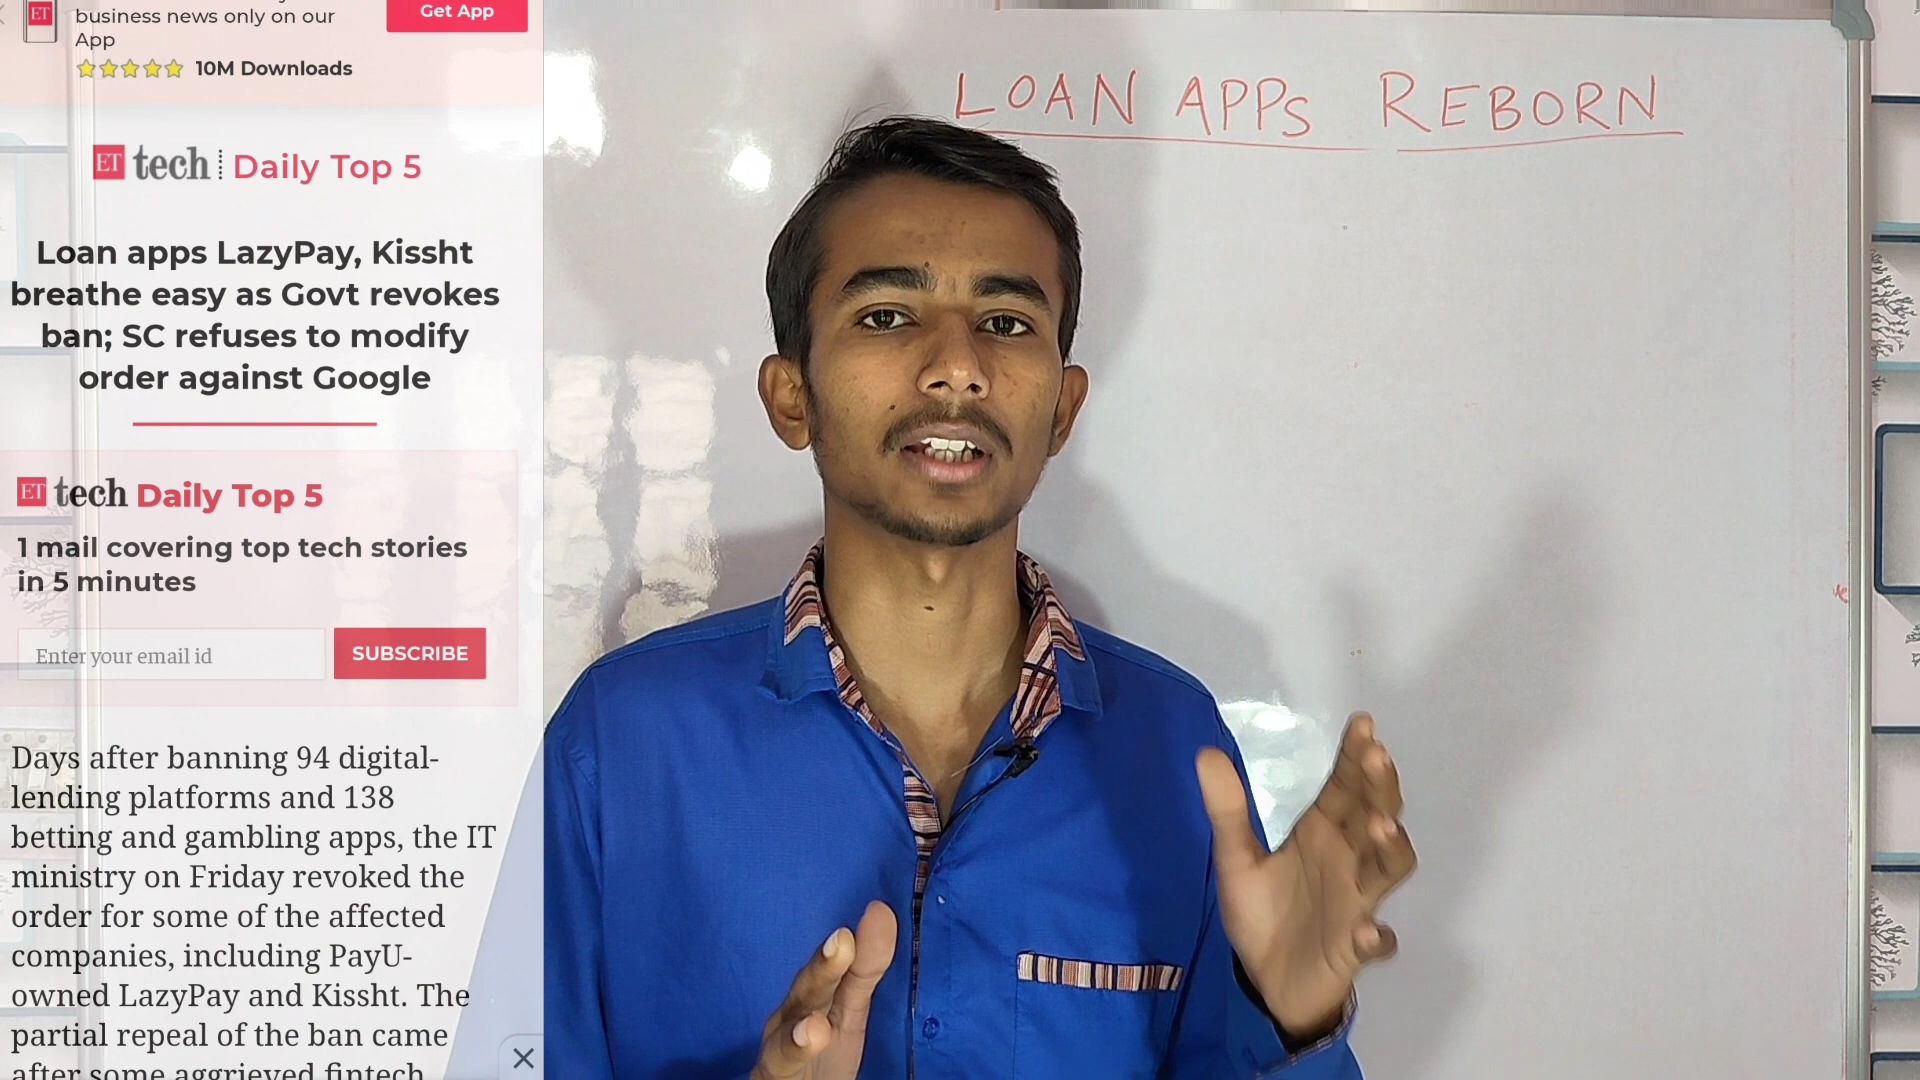 business news only on our
App
10M Downloads
Get App
ET tech Daily Top 5
Loan apps LazyPay, Kissht
breathe easy as Govt revokes
ban; SC refuses to modify
order against Google
ET tech Daily Top 5
1 mail covering top tech stories
in 5 minutes
Enter your email id
SUBSCRIBE
Days after banning 94 digital-
lending platforms and 138
betting and gambling apps, the IT
ministry on Friday revoked the
order for some of the affected
companies, including PayU-
owned LazyPay and Kissht. The
partial repeal of the ban came
after some aggrieved fintech
LOAN APPS REBORN